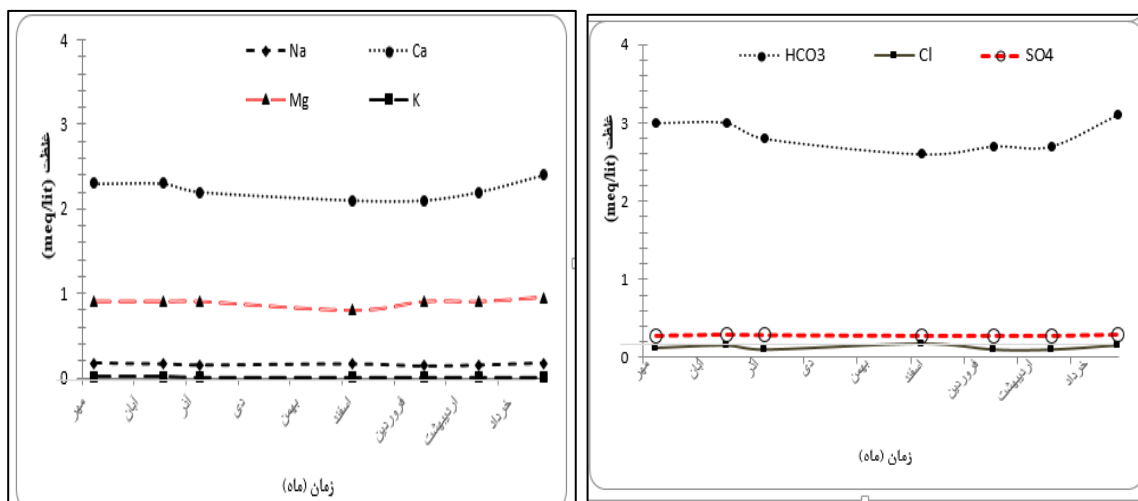 Na
Ca
Mg
K
4
3
2
1
0
غلظت (meq/lit)
مهر
آبان
آذر
دی
بهمن
اسفند
فروردین
اردیبهشت
خرداد
زمان (ماه)
HCO3
Cl
SO4
4
3
2
1
0
غلظت (meq/lit)
مهر
آبان
آذر
دی
بهمن
اسفند
فروردین
اردیبهشت
خرداد
زمان (ماه)